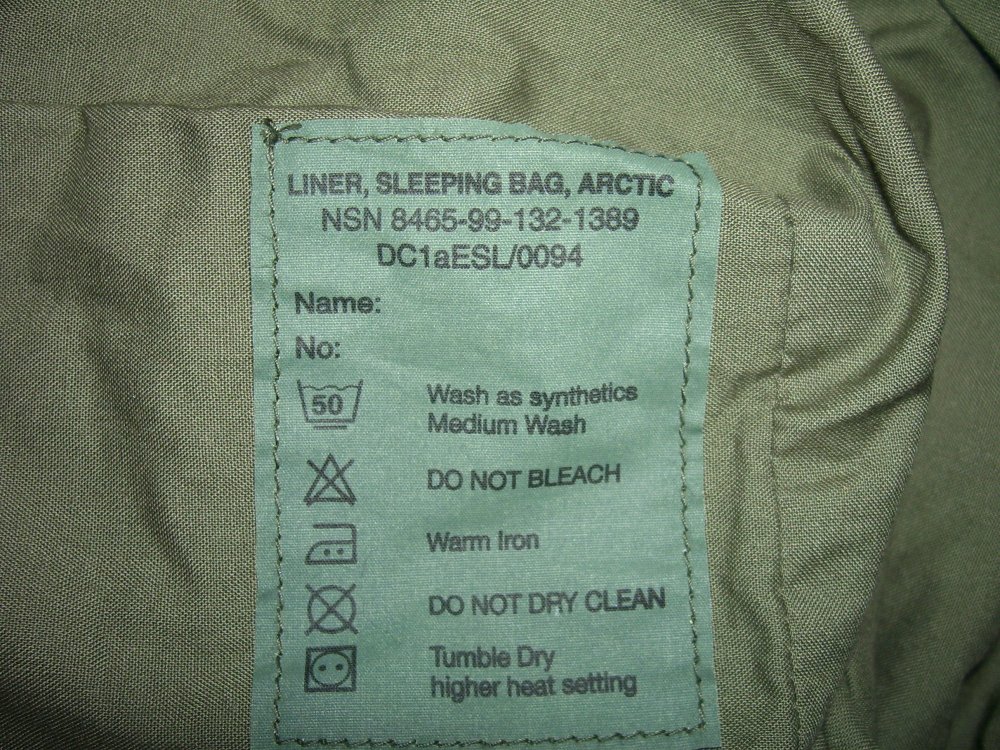 LINER, SLEEPING BAG, ARCTIC
NSN 8465-99-132-1389
DC1aESL/0094
Name:
No:
50 Wash as synthetics
Medium Wash
DO NOT BLEACH
Warm Iron
DO NOT DRY CLEAN
Tumble Dry
higher heat setting